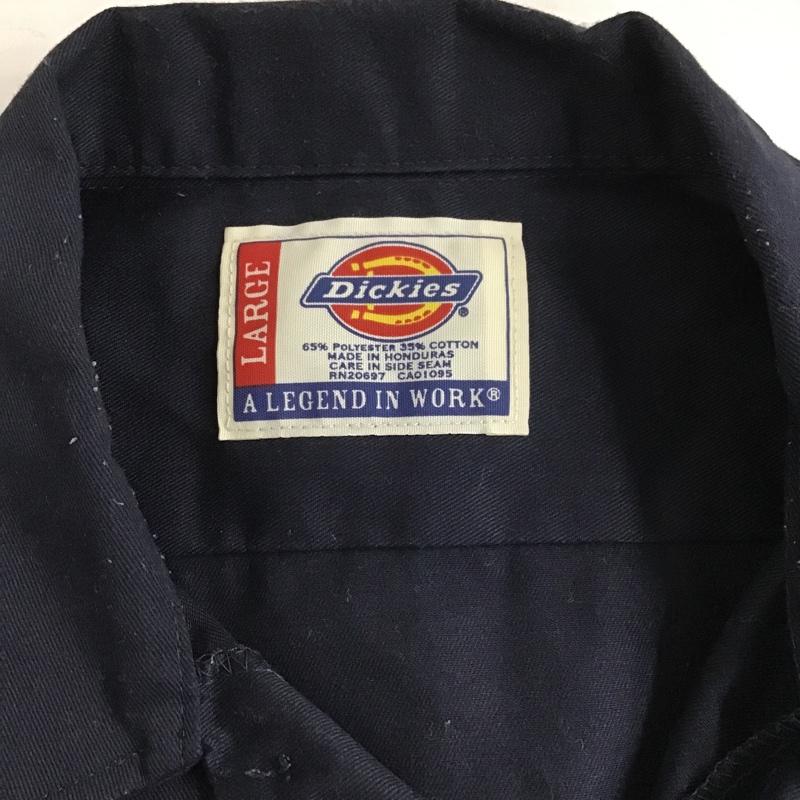 LARGE
Dickies®
65% POLYESTER 35% COTTON
MADE IN HONDURAS
CARE IN SIDE SEAM
RN20697 CA01095
A LEGEND IN WORK®